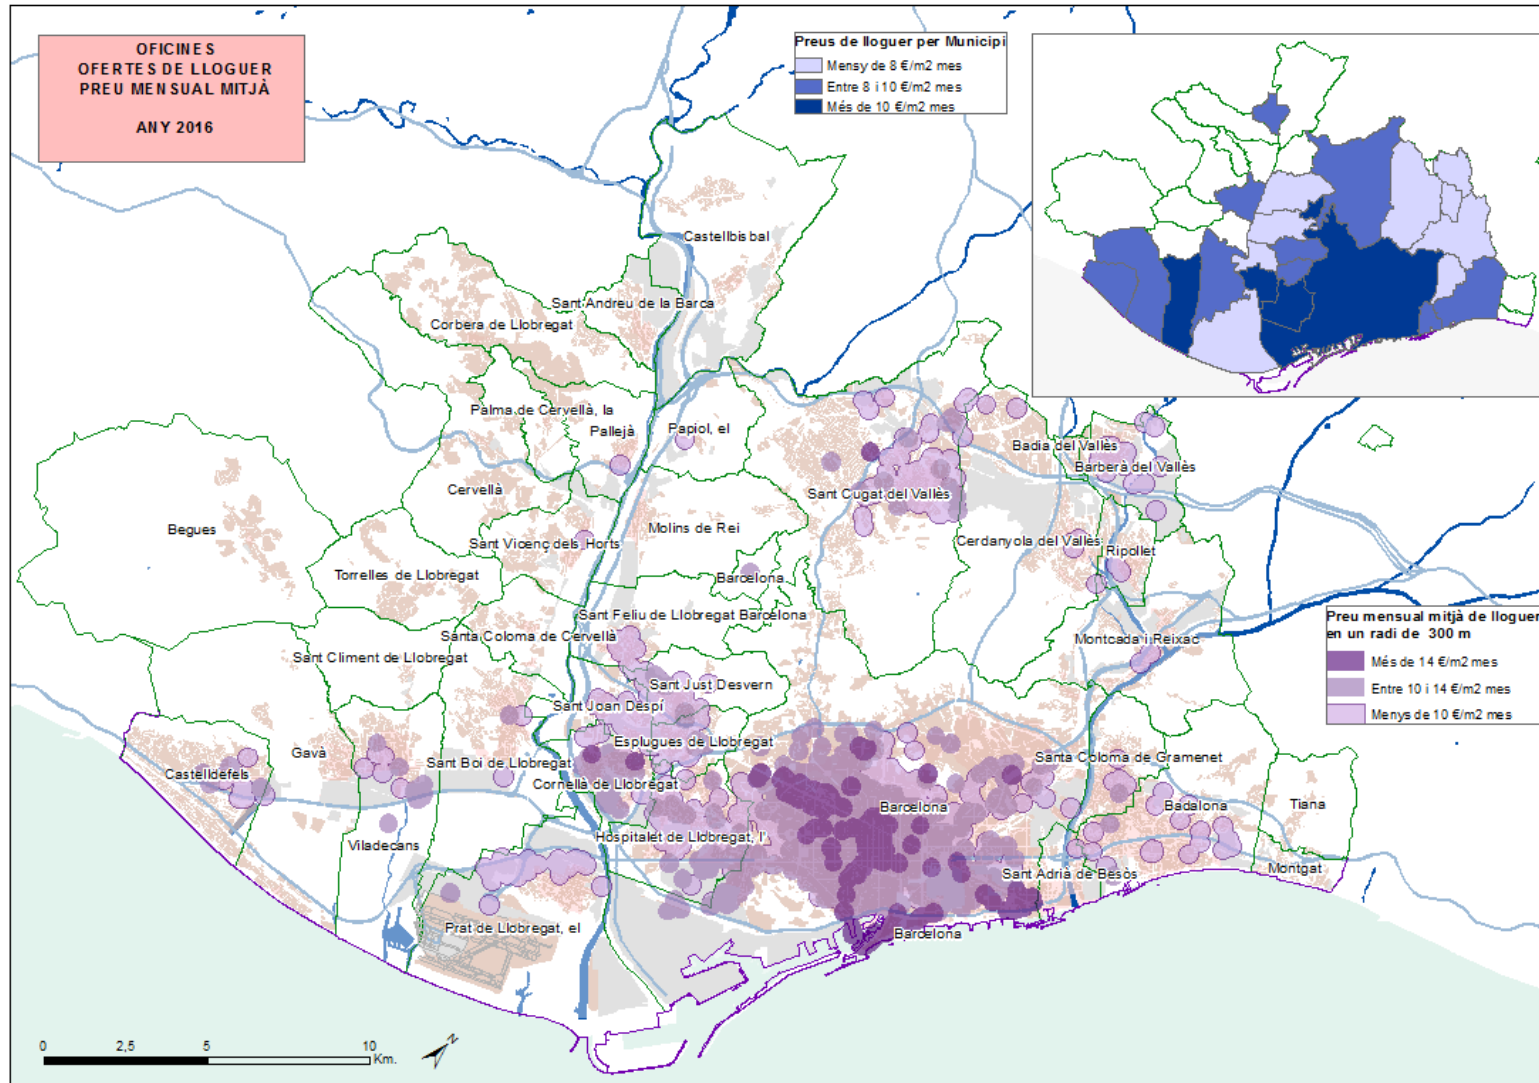 OFICINES
OFERTES DE LLOGUER
PREU MENSUAL MITJÀ
ANY 2016
Preus de lloguer per Municipi
Mensy de 8 €/m2 mes
Entre 8 i 10 €/m2 mes
Més de 10 €/m2 mes
Castellbisbal
Sant Andreu de la Barca
Corbera de Llobregat
Palma de Cervellà, la
Pallejà
Papiol, el
Badia del Vallès
Barberà del Vallès
Cervellà
Sant Cugat del Vallès
Begues
Molins de Rei
Sant Vicenç dels Horts
Cerdanyola del Vallès
Ripollet
Torrelles de Llobregat
Barcelona
Sant Feliu de Llobregat
Barcelona
Santa Coloma de Cervellà
Montcada i Reixac
Sant Climent de Llobregat
Sant Just Desvern
Sant Joan Despí
Preu mensual mitjà de lloguer
en un radi de 300 m
Més de 14 €/m2 mes
Entre 10 i 14 €/m2 mes
Menys de 10 €/m2 mes
Esplugues de Llobregat
Gavà
Sant Boi de Llobregat
Santa Coloma de Gramenet
Castelldefels
Cornellà de Llobregat
Barcelona
Badalona
Tiana
Hospitalet de Llobregat, l'
Viladecans
Sant Adrià de Besòs
Montgat
Prat de Llobregat, el
Barcelona
0 2,5 5 10
Km.
N